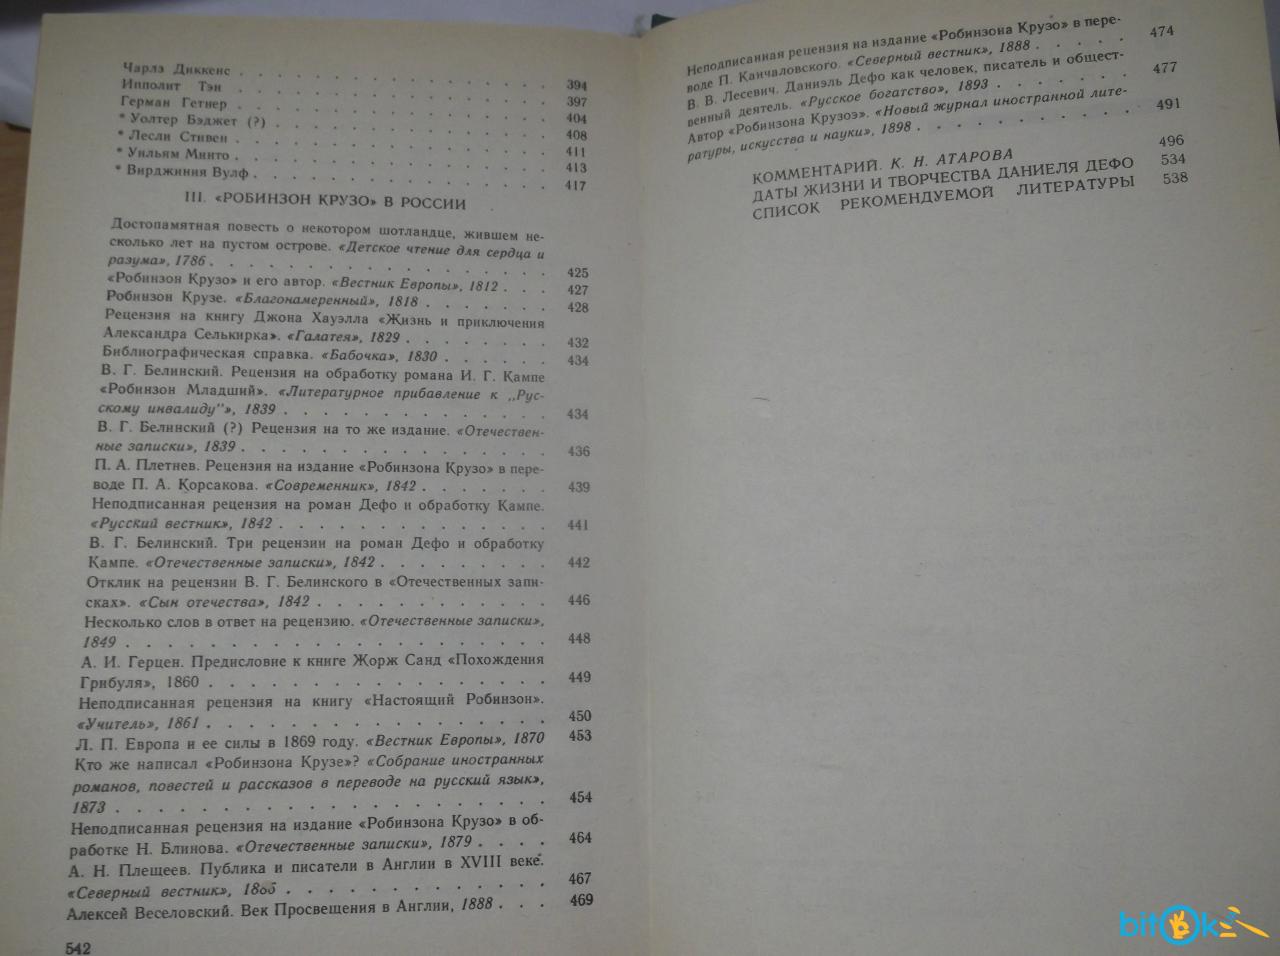 Чарлз Диккенс . . . 394
Ипполит Тэн . . . 397
Герман Гетнер . . . 404
* Уолтер Бэджет (?) . . . 408
* Лесли Стивен . . . 411
* Уильям Минто . . . 413
* Вирджиния Вулф . . . 417
III. «РОБИНЗОН КРУЗО» В РОССИИ
Достопамятная повесть о некотором шотландце, жившем не-
сколько лет на пустом острове. «Детское чтение для сердца и
разума», 1786 . . . 425
«Робинзон Крузо» и его автор. «Вестник Европы», 1812 . . . 427
Робинзон Крузе. «Благонамеренный», 1818 . . . 428
Рецензия на книгу Джона Хауэлла «Жизнь и приключения
Александра Селькирка». «Галатея», 1829 . . . 432
Библиографическая справка. «Бабочка», 1830 . . . 434
В. Г. Белинский. Рецензия на обработку романа И. Г. Кампе
«Робинзон Младший». «Литературное прибавление к „Рус-
скому инвалиду"», 1839 . . . 434
В. Г. Белинский (?) Рецензия на то же издание. «Отечествен-
ные записки», 1839 . . . 436
П. А. Плетнев. Рецензия на издание «Робинзона Крузо» в пере-
воде П. А. Корсакова. «Современник», 1842 . . . 439
Неподписанная рецензия на роман Дефо и обработку Кампе.
«Русский вестник», 1842 . . . 441
В. Г. Белинский. Три рецензии на роман Дефо и обработку
Кампе. «Отечественные записки», 1842 . . . 442
Отклик на рецензии В. Г. Белинского в «Отечественных запи-
сках». «Сын отечества», 1842 . . . 446
Несколько слов в ответ на рецензию. «Отечественные записки»,
1849 . . . 448
А. И. Герцен. Предисловие к книге Жорж Санд «Похождения
Грибуля», 1860 . . . 449
Неподписанная рецензия на книгу «Настоящий Робинзон».
«Учитель», 1861 . . . 450
Л. П. Европа и ее силы в 1869 году. «Вестник Европы», 1870 453
Кто же написал «Робинзона Крузе»? «Собрание иностранных
романов, повестей и рассказов в переводе на русский язык»,
1873 . . . 454
Неподписанная рецензия на издание «Робинзона Крузо» в об-
работке Н. Блинова. «Отечественные записки», 1879 . . . 464
А. Н. Плещеев. Публика и писатели в Англии в XVIII веке.
«Северный вестник», . . . 467
Алексей Веселовский. Век Просвещения в Англии, 1888 . . . 469
542
Неподписанная рецензия на издание «Робинзона Крузо» в пере-
воде П. Канчаловского. «Северный вестник», 1888 . . . 474
В. В. Лесевич. Даниэль Дефо как человек, писатель и общест-
венный деятель. «Русское богатство», 1893 . . . 477
Автор «Робинзона Крузоэ». «Новый журнал иностранной лите-
ратуры, искусства и науки», 1898 . . . 491
КОММЕНТАРИЙ. К. Н. АТАРОВА 496
ДАТЫ ЖИЗНИ И ТВОРЧЕСТВА ДАНИЕЛЯ ДЕФО 534
СПИСОК РЕКОМЕНДУЕМОЙ ЛИТЕРАТУРЫ 538